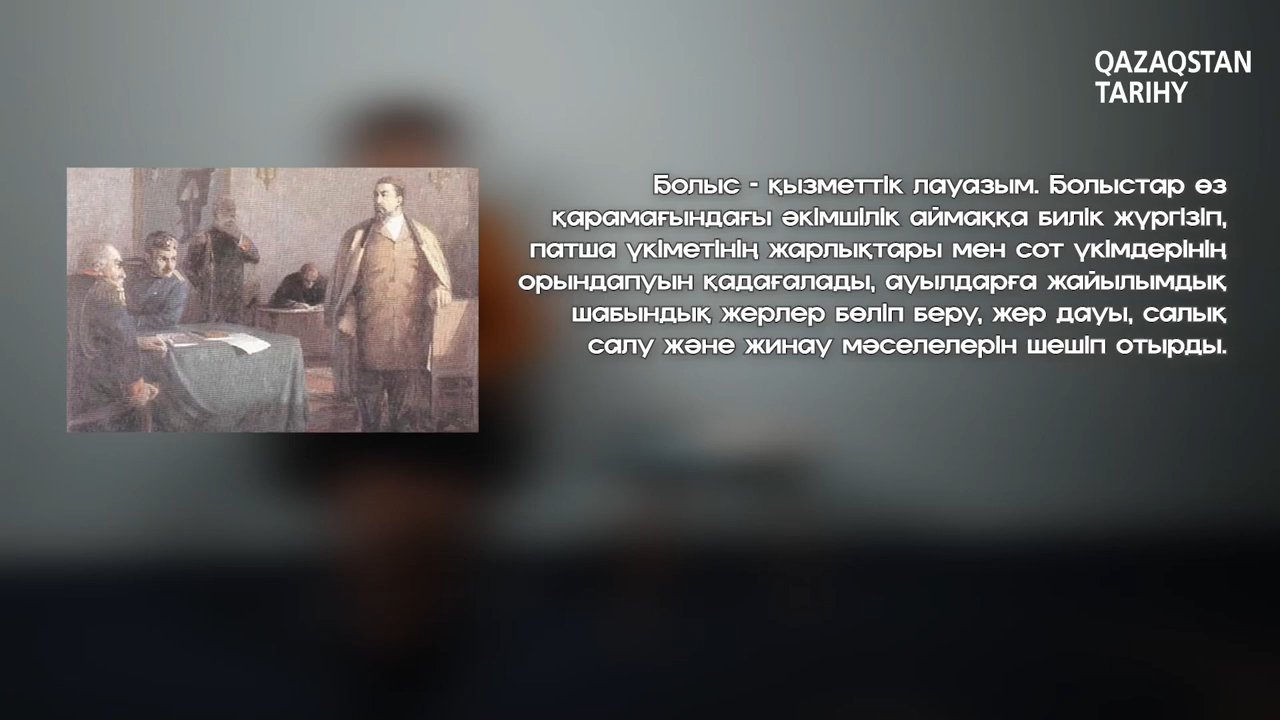 QAZAQSTAN
TARIHY
Болыс - қызметтік лауазым. Болыстар өз
қарамағындағы әкімшілік аймаққа билік жүргізіп,
патша үкіметінің жарлықтары мен сот үкімдерінің
орындапуын қадағалады, ауылдарға жайылымдық
шабындық жерлер бөліп беру, жер дауы, салық
салу және жинау мәселелерін шешіп отырды.